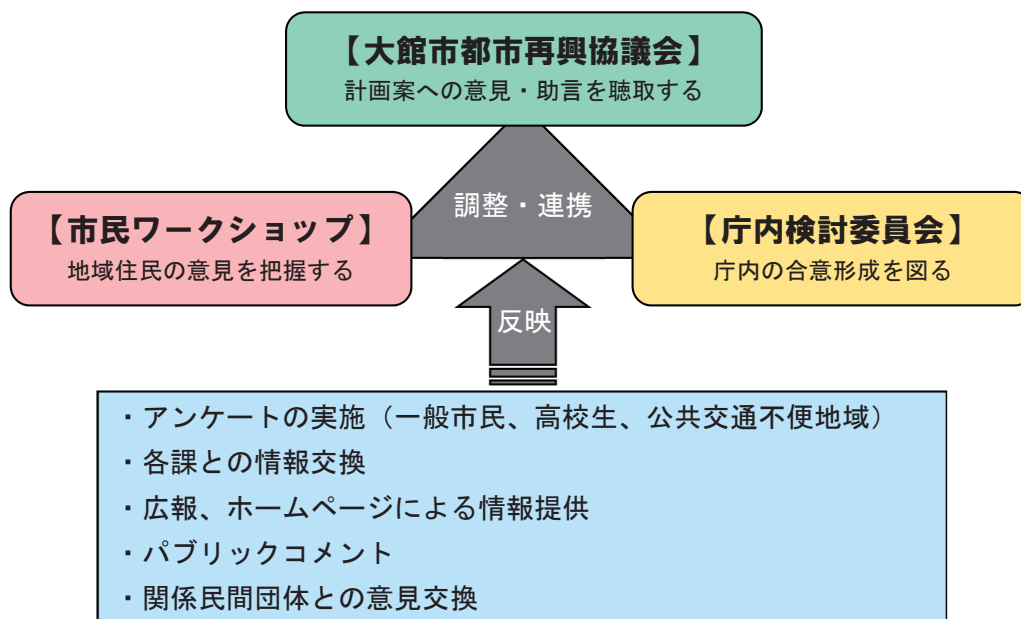 【大館市都市再興協議会】
計画案への意見・助言を聴取する
調整・連携
【市民ワークショップ】
地域住民の意見を把握する
【庁内検討委員会】
庁内の合意形成を図る
反映
・アンケートの実施（一般市民、高校生、公共交通不便地域）
・各課との情報交換
・広報、ホームページによる情報提供
・パブリックコメント
・関係民間団体との意見交換